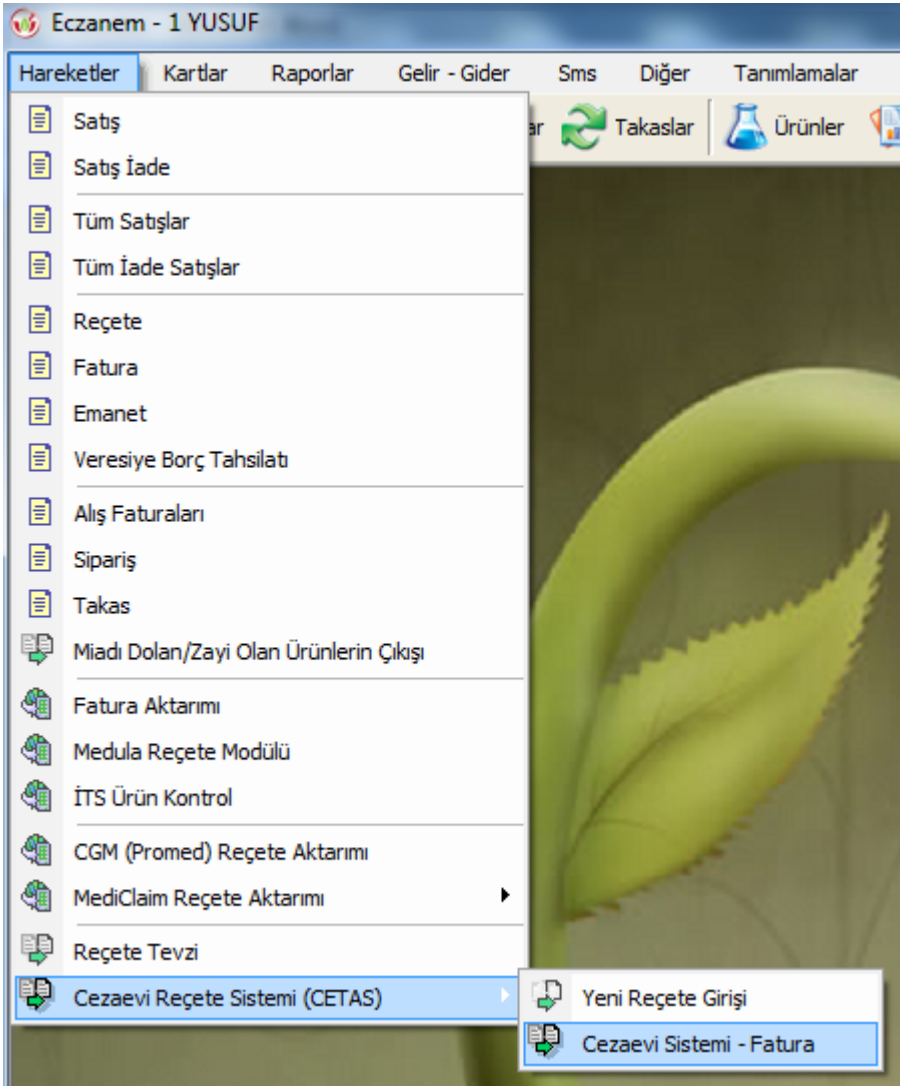 Eczanem - 1 YUSUF
Hareketler Kartlar Raporlar Gelir - Gider Sms Diğer Tanımlamalar
Takaslar Ürünler
Satış
Satış İade
Tüm Satışlar
Tüm İade Satışlar
Reçete
Fatura
Emanet
Veresiye Borç Tahsilatı
Alış Faturaları
Sipariş
Takas
Miadı Dolan/Zayi Olan Ürünlerin Çıkışı
Fatura Aktarımı
Medula Reçete Modülü
İTS Ürün Kontrol
CGM (Promed) Reçete Aktarımı
MediClaim Reçete Aktarımı
Reçete Tevzi
Cezaevi Reçete Sistemi (CETAS)
Yeni Reçete Girişi
Cezaevi Sistemi - Fatura